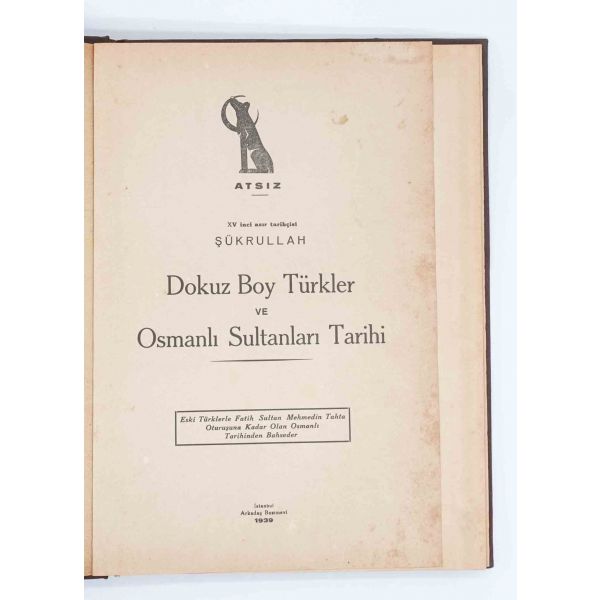 ATSIZ
XV inci asır tarihçisi
ŞÜKRULLAH
Dokuz Boy Türkler
VE
Osmanlı Sultanları Tarihi
Eski Türklerle Fatih Sultan Mehmedin Tahta
Oturuşuna Kadar Olan Osmanlı
Tarihinden Bahseder
İstanbul
Arkadaş Basımevi
1939